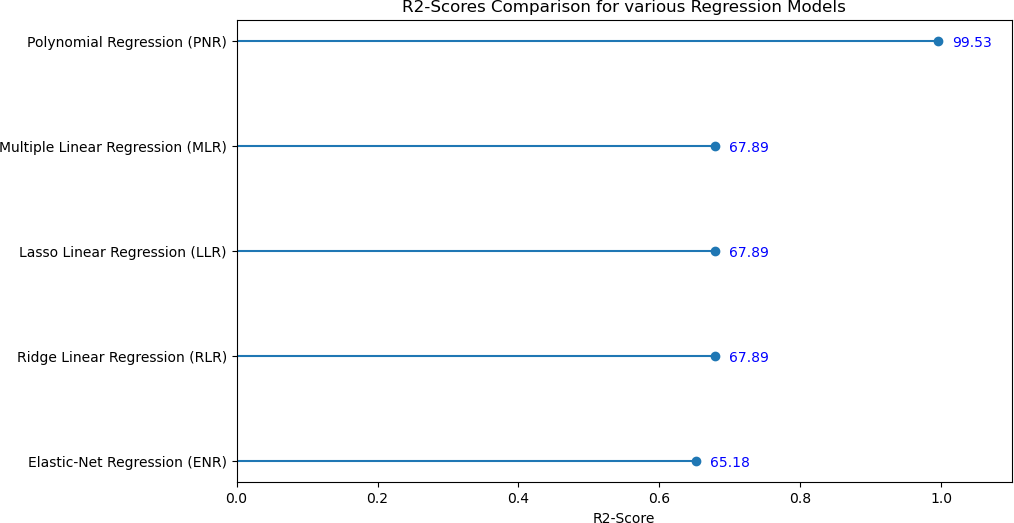 R2-Scores Comparison for various Regression Models
Polynomial Regression (PNR) 99.53
Multiple Linear Regression (MLR) 67.89
Lasso Linear Regression (LLR) 67.89
Ridge Linear Regression (RLR) 67.89
Elastic-Net Regression (ENR) 65.18
0.0 0.2 0.4 0.6 0.8 1.0
R2-Score